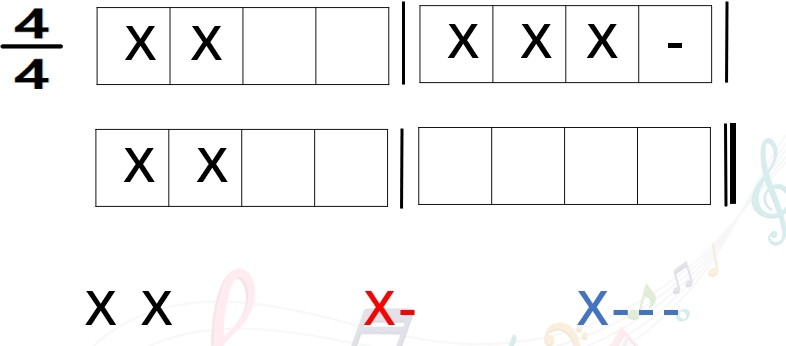 4
4
X X | X X X - |
X X | ||
X X X- X---